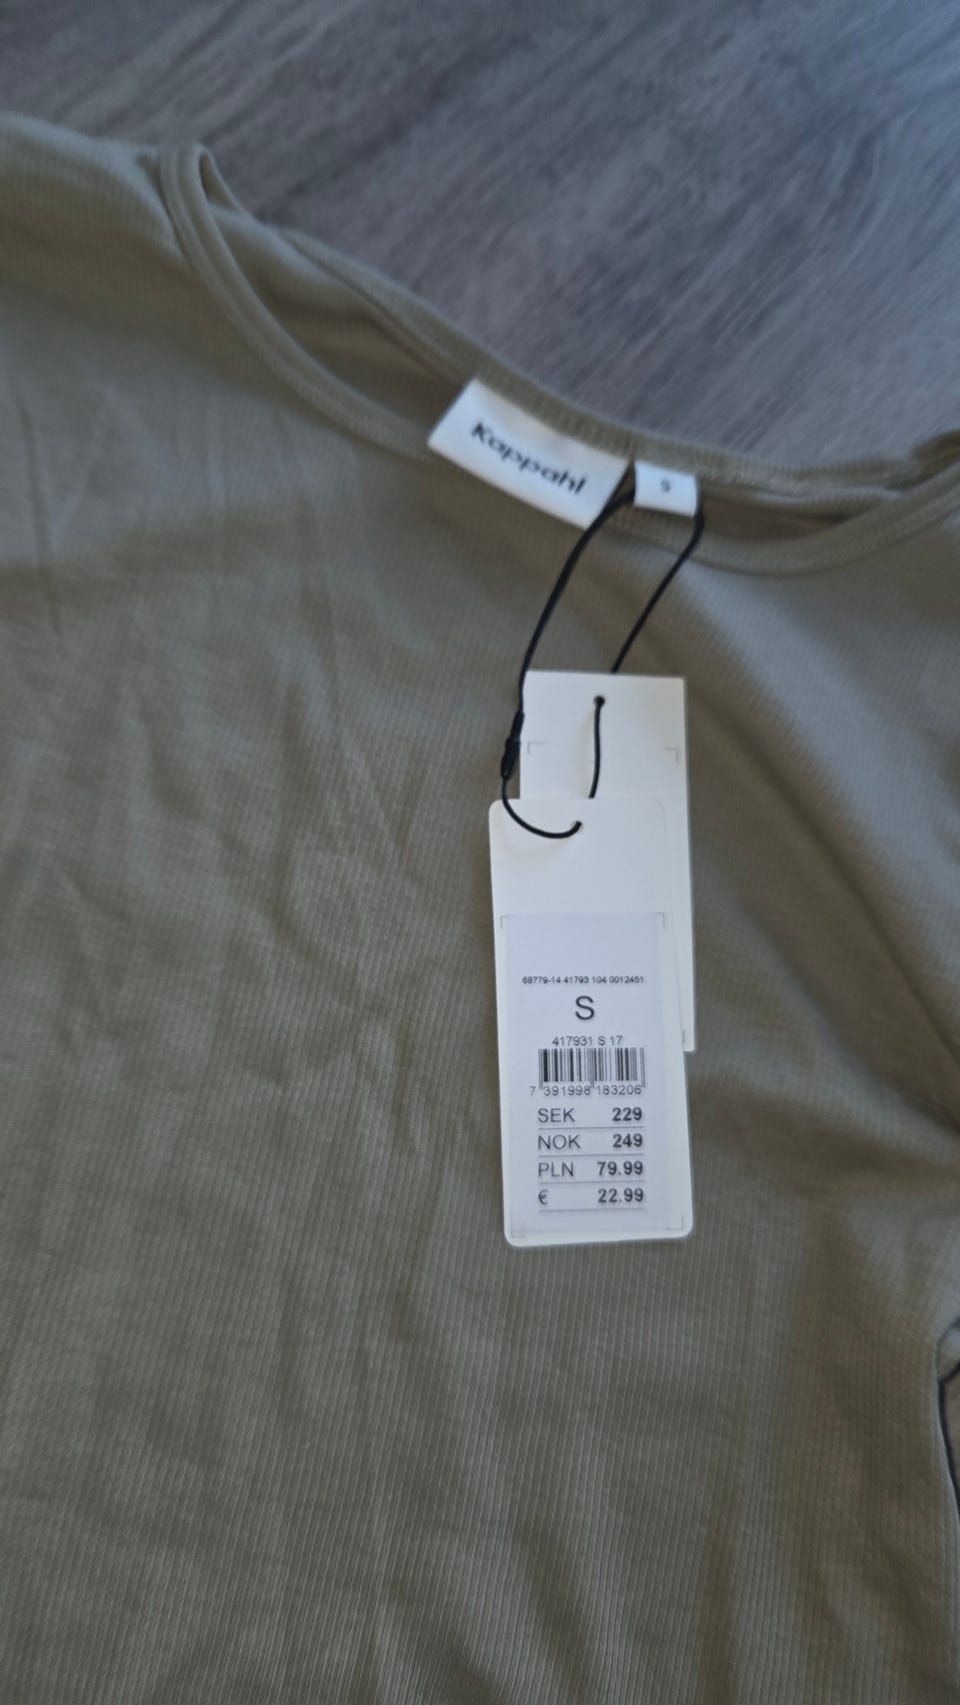 Kappahl
S
68779-14 41793 104 0012451
S
417931 S 17
7 391998 183206
SEK 229
NOK 249
PLN 79.99
€ 22.99